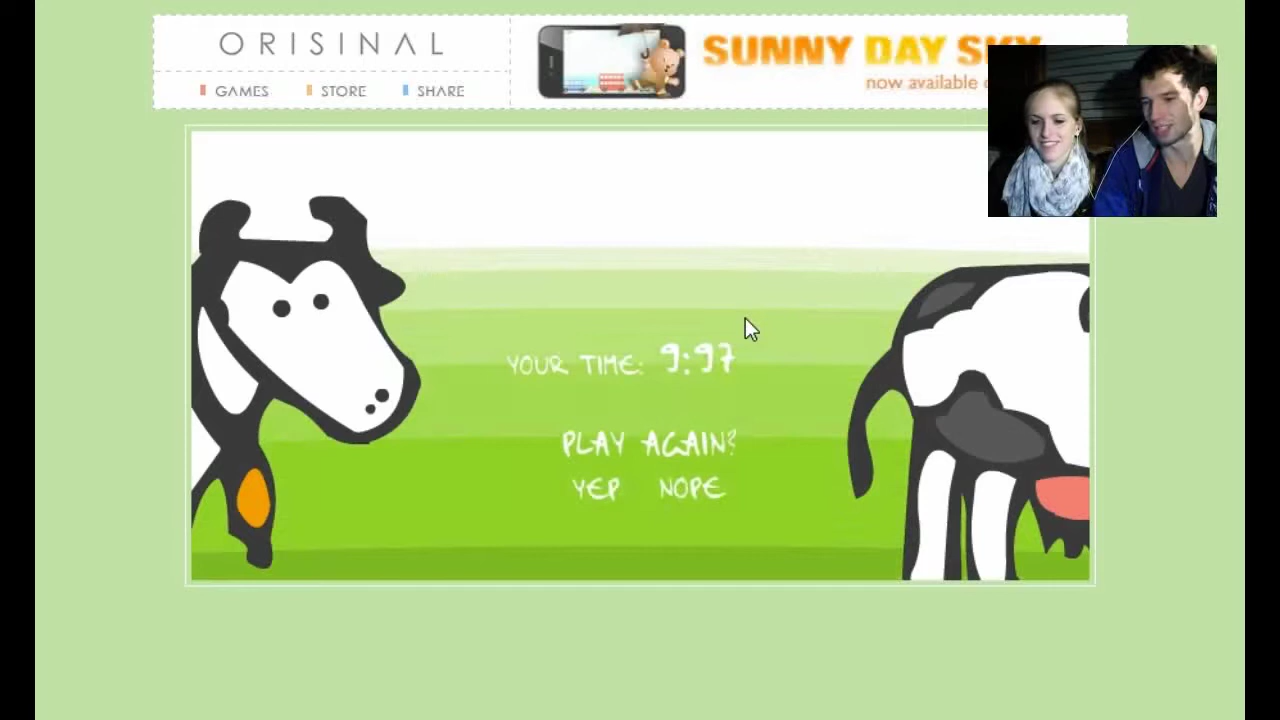 ORISINAL
GAMES STORE SHARE
SUNNY DAY SKY
now available
YOUR TIME: 9:97
PLAY AGAIN?
YEP NOPE